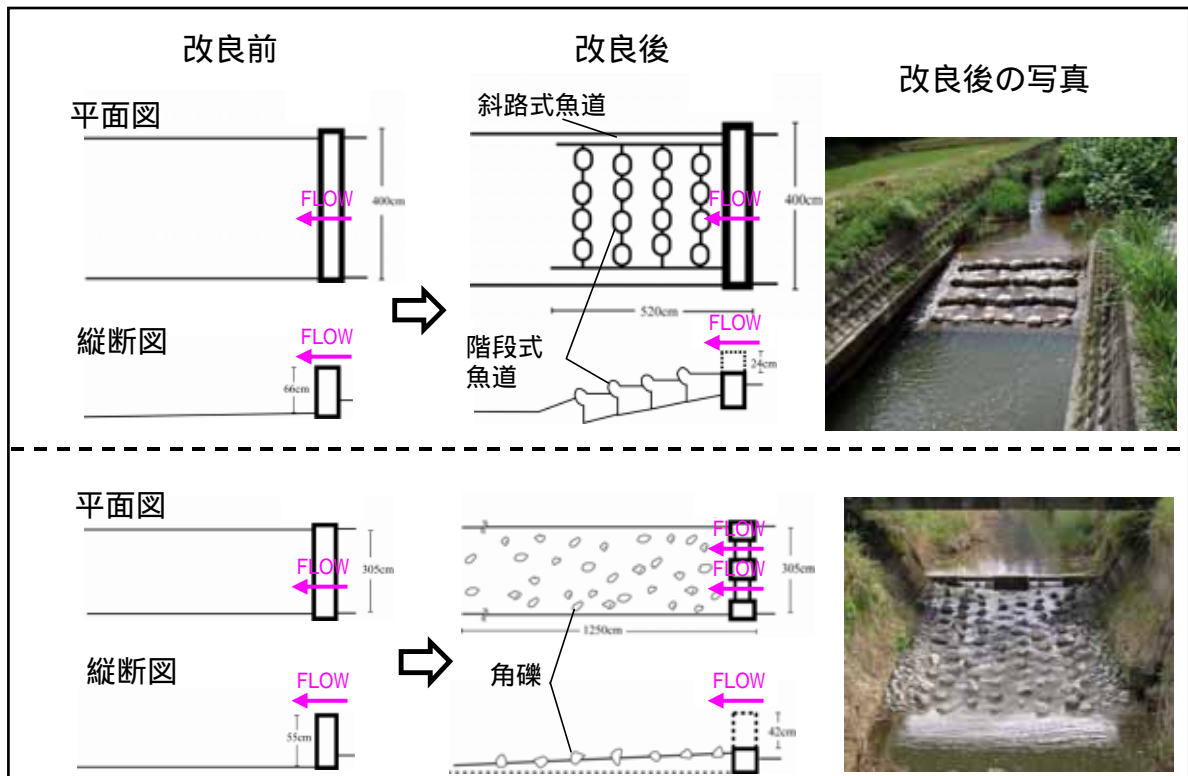 改良前
改良後
改良後の写真
平面図
FLOW
400cm
斜路式魚道
FLOW
400cm
520cm
縦断図
FLOW
66cm
階段式
魚道
FLOW
24cm
平面図
FLOW
305cm
FLOW
FLOW
305cm
1250cm
縦断図
FLOW
55cm
角礫
FLOW
42cm